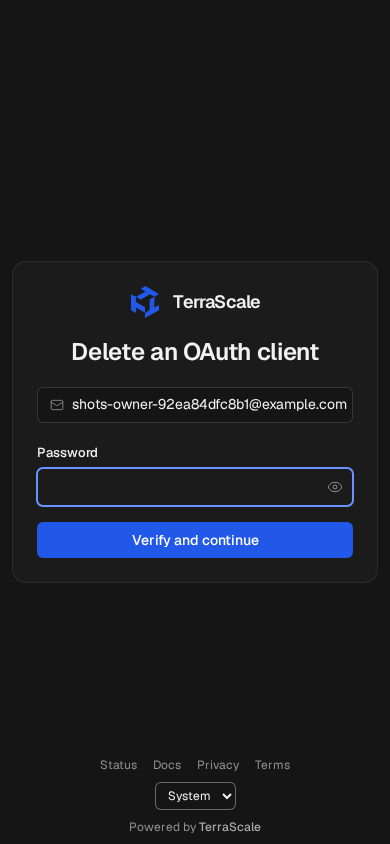 TerraScale
Delete an OAuth client
shots-owner-92ea84dfc8b1@example.com
Password
Verify and continue
Status Docs Privacy Terms
System
Powered by TerraScale